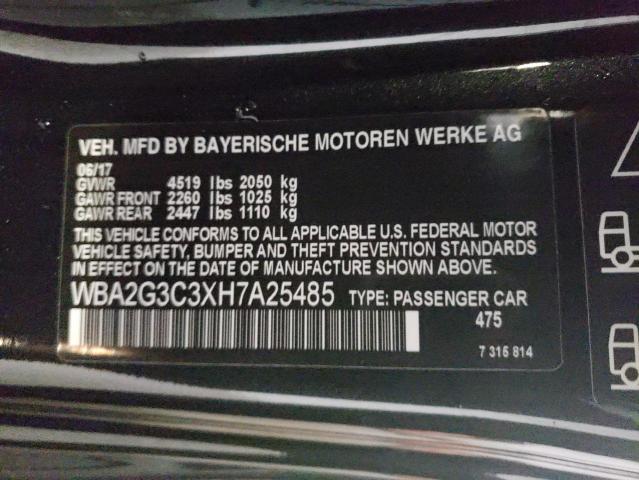 VEH. MFD BY BAYERISCHE MOTOREN WERKE AG
06/17
GVWR 4519 lbs 2050 kg
GAWR FRONT 2260 lbs 1025 kg
GAWR REAR 2447 lbs 1110 kg
THIS VEHICLE CONFORMS TO ALL APPLICABLE U.S. FEDERAL MOTOR
VEHICLE SAFETY, BUMPER AND THEFT PREVENTION STANDARDS
IN EFFECT ON THE DATE OF MANUFACTURE SHOWN ABOVE.
WBA2G3C3XH7A25485 TYPE: PASSENGER CAR
475
7 315 814